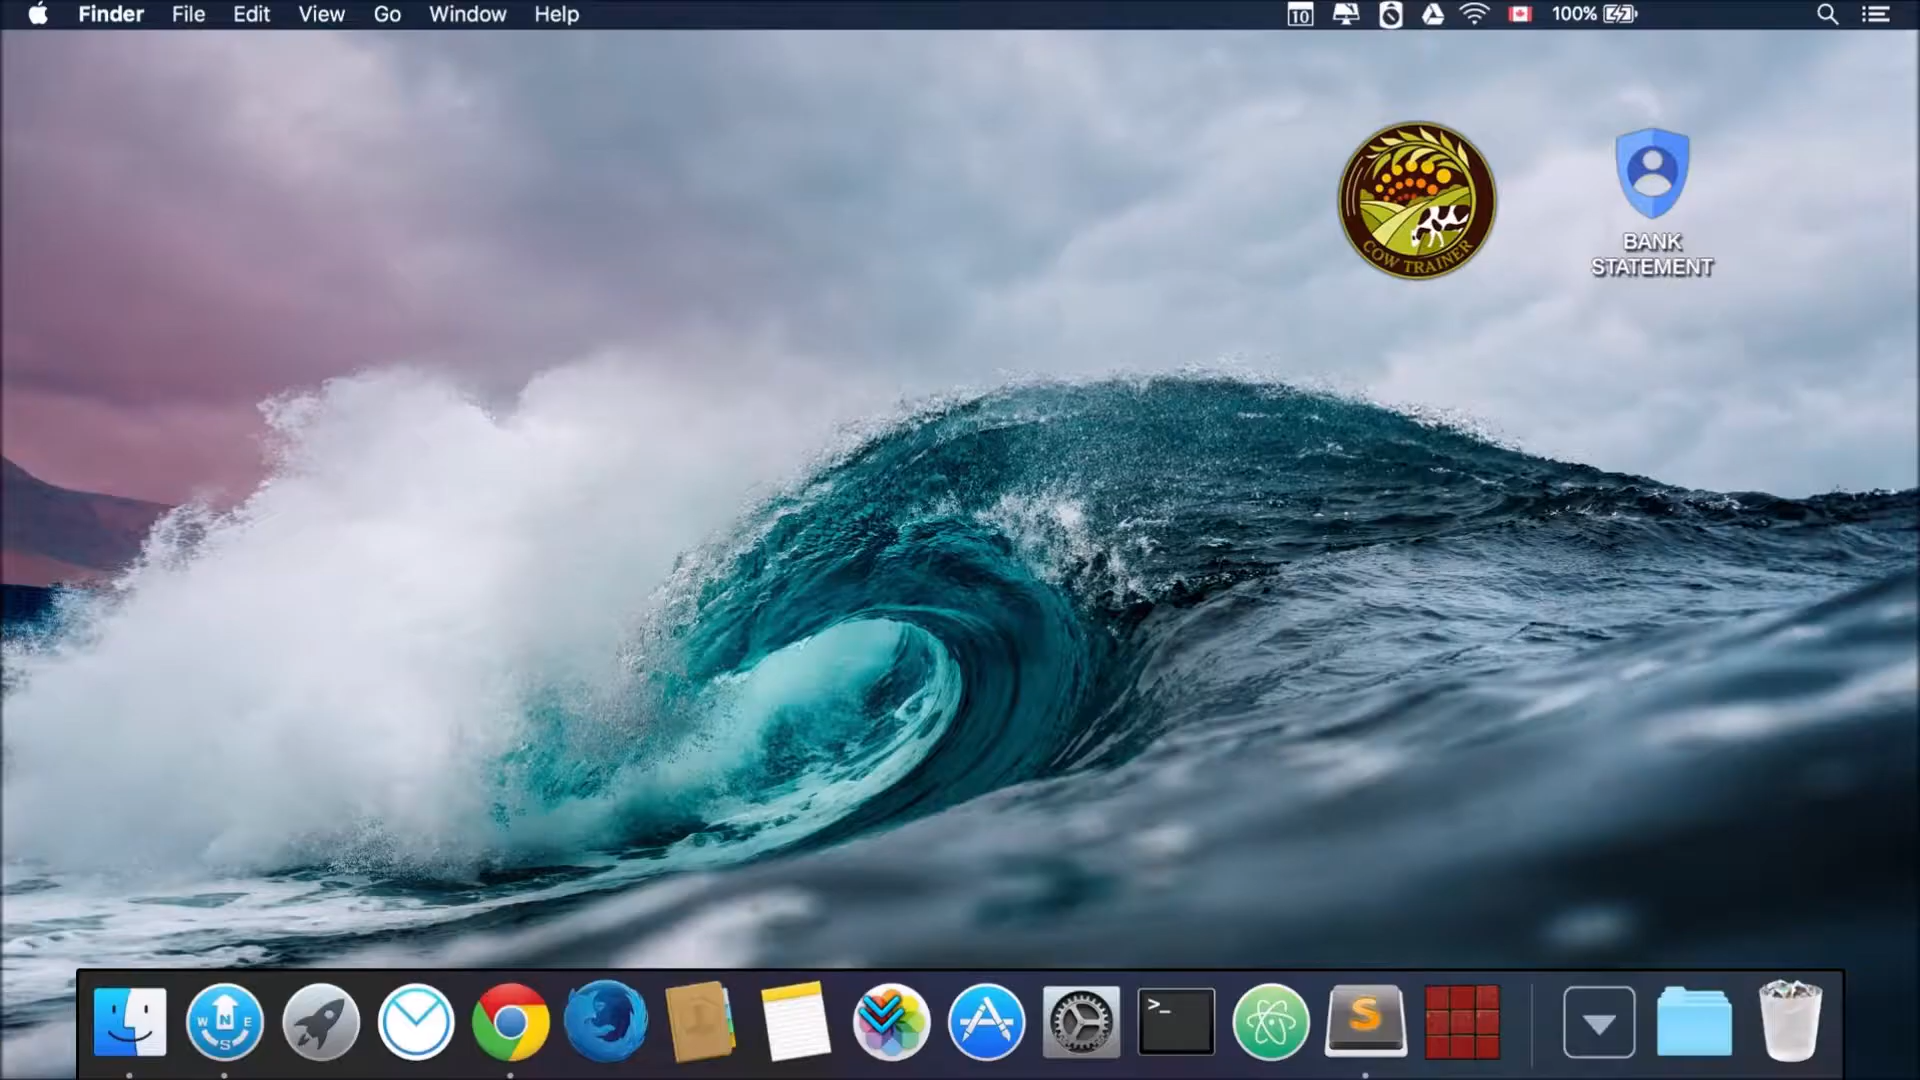 Finder File Edit View Go Window Help 10 100%
COW TRAINER
BANK
STATEMENT
N
W E
S
>_
S